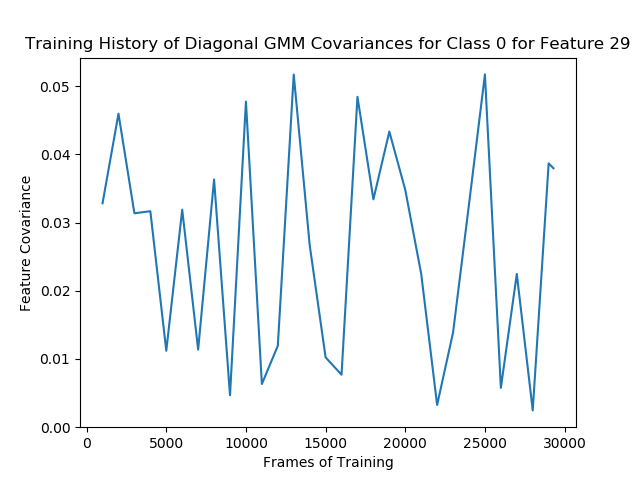 Training History of Diagonal GMM Covariances for Class 0 for Feature 29
Feature Covariance
0.05
0.04
0.03
0.02
0.01
0.00
0 5000 10000 15000 20000 25000 30000
Frames of Training